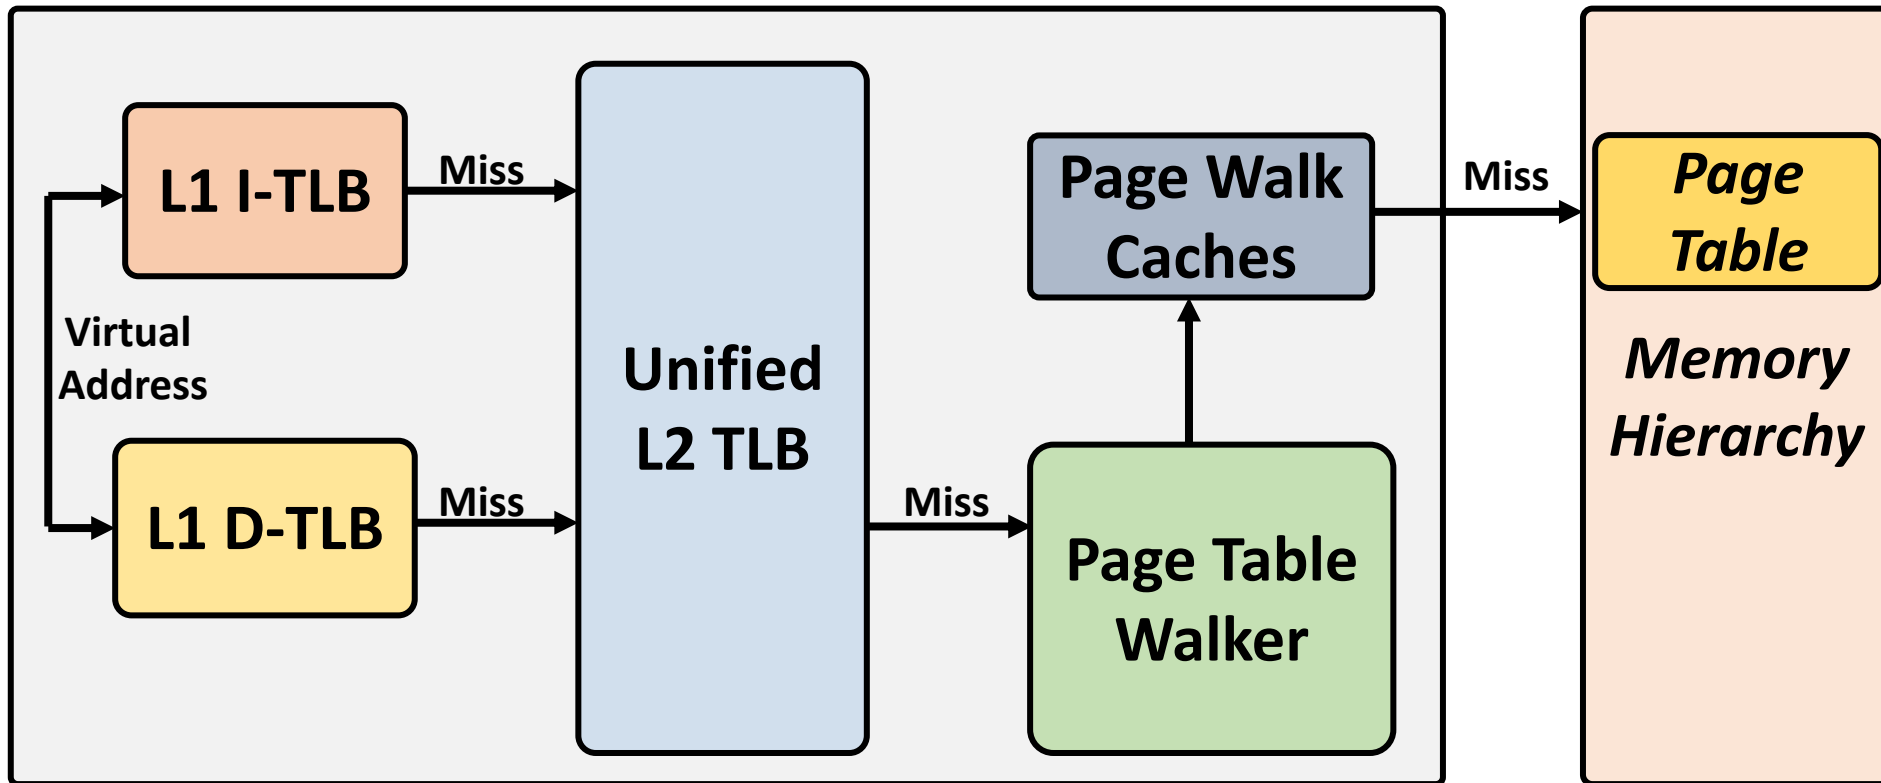 L1 I-TLB
Miss
Virtual
Address
L1 D-TLB
Miss
Unified
L2 TLB
Miss
Page Walk
Caches
Page Table
Walker
Miss
Page
Table
Memory
Hierarchy